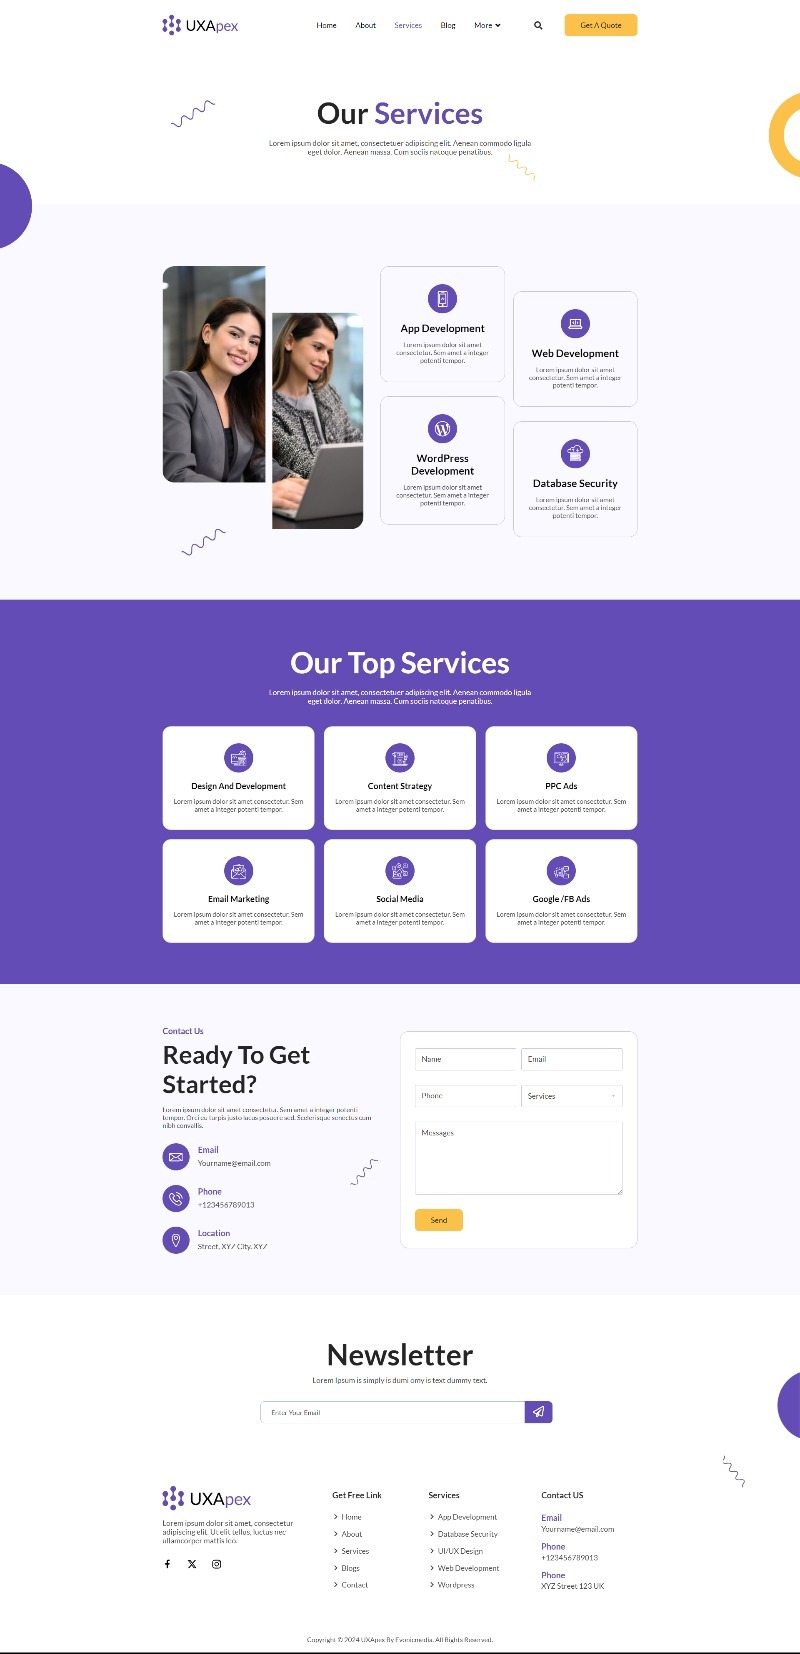 UXApex
Home About Services Blog More
Get A Quote
Our Services
Lorem ipsum dolor sit amet, consectetuer adipiscing elit. Aenean commodo ligula
eget dolor. Aenean massa. Cum sociis natoque penatibus.
App Development
Lorem ipsum dolor sit amet
consectetur. Sem amet a integer
potenti tempor.
Web Development
Lorem ipsum dolor sit amet
consectetur. Sem amet a integer
potenti tempor.
WordPress
Development
Lorem ipsum dolor sit amet
consectetur. Sem amet a integer
potenti tempor.
Database Security
Lorem ipsum dolor sit amet
consectetur. Sem amet a integer
potenti tempor.
Our Top Services
Lorem ipsum dolor sit amet, consectetuer adipiscing elit. Aenean commodo ligula
eget dolor. Aenean massa. Cum sociis natoque penatibus.
Design And Development
Lorem ipsum dolor sit amet consectetur. Sem
amet a integer potenti tempor.
Content Strategy
Lorem ipsum dolor sit amet consectetur. Sem
amet a integer potenti tempor.
PPC Ads
Lorem ipsum dolor sit amet consectetur. Sem
amet a integer potenti tempor.
Email Marketing
Lorem ipsum dolor sit amet consectetur. Sem
amet a integer potenti tempor.
Social Media
Lorem ipsum dolor sit amet consectetur. Sem
amet a integer potenti tempor.
Google /FB Ads
Lorem ipsum dolor sit amet consectetur. Sem
amet a integer potenti tempor.
Contact Us
Ready To Get
Started?
Lorem ipsum dolor sit amet consectetur. Sem amet a integer potenti
tempor. Orci eu turpis justo lacus posuere sed. Scelerisque senectus cum
nibh convallis.
Email
Yourname@email.com
Phone
+123456789013
Location
Street, XYZ City, XYZ
Name
Email
Phone
Services
Messages
Send
Newsletter
Lorem Ipsum is simply is dumi omy is text dummy text.
Enter Your Email
UXApex
Lorem ipsum dolor sit amet, consectetur
adipiscing elit. Ut elit tellus, luctus nec
ullamcorper mattis leo.
Get Free Link
Home
About
Services
Blogs
Contact
Services
App Development
Database Security
UI/UX Design
Web Development
Wordpress
Contact US
Email
Yourname@email.com
Phone
+123456789013
Phone
XYZ Street 123 UK
Copyright © 2024 UXApex By Evonicmedia. All Rights Reserved.